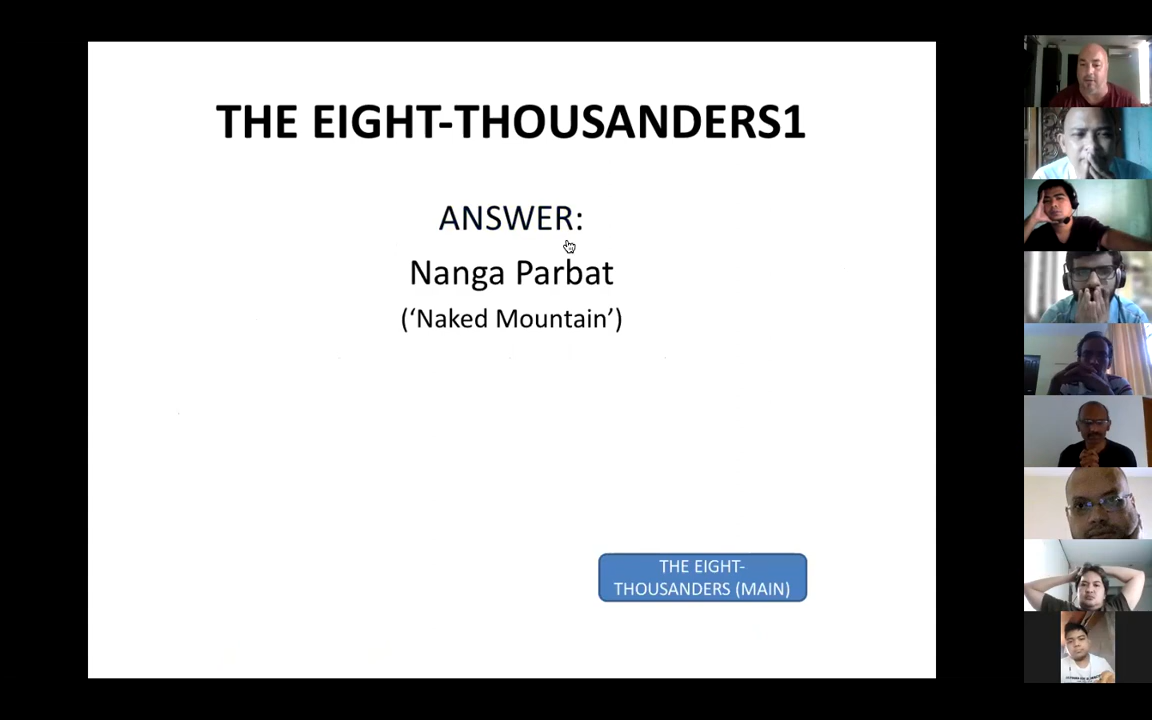 THE EIGHT-THOUSANDERS1
ANSWER:
Nanga Parbat
(‘Naked Mountain’)
THE EIGHT-
THOUSANDERS (MAIN)